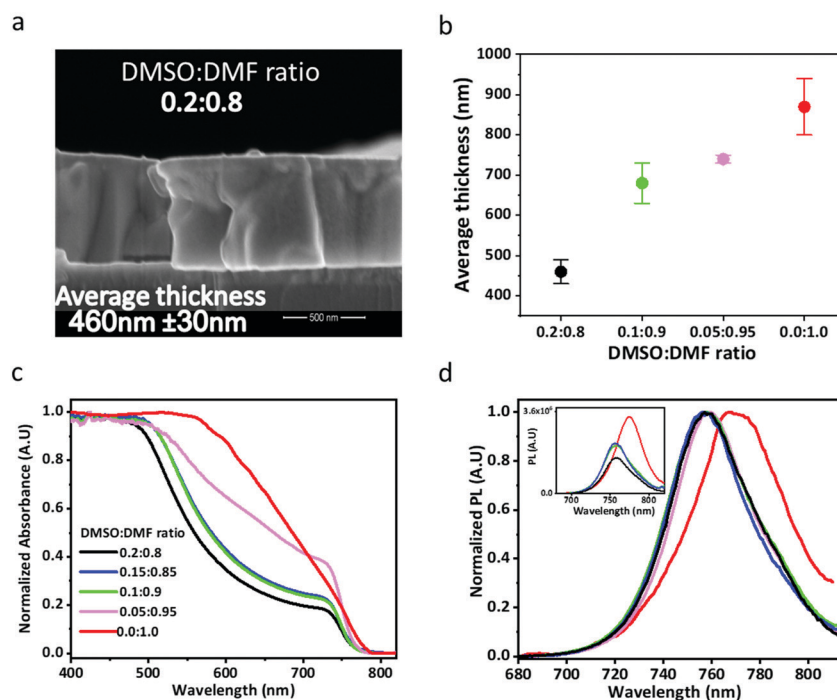 a
DMSO:DMF ratio
0.2:0.8
Average thickness
460nm ±30nm
500 nm
b
Average thickness (nm)
1000
900
800
700
600
500
400
0.2:0.8 0.1:0.9 0.05:0.95 0.0:1.0
DMSO:DMF ratio
c
Normalized Absorbance (A.U)
1.0
0.8
0.6
0.4
0.2
0.0
DMSO:DMF ratio
0.2:0.8
0.15:0.85
0.1:0.9
0.05:0.95
0.0:1.0
400 500 600 700 800
Wavelength (nm)
d
Normalized PL (A.U)
1.0
0.8
0.6
0.4
0.2
0.0
PL (A.U)
0.0
700 750 800
Wavelength (nm)
680 700 720 740 760 780 800
Wavelength (nm)